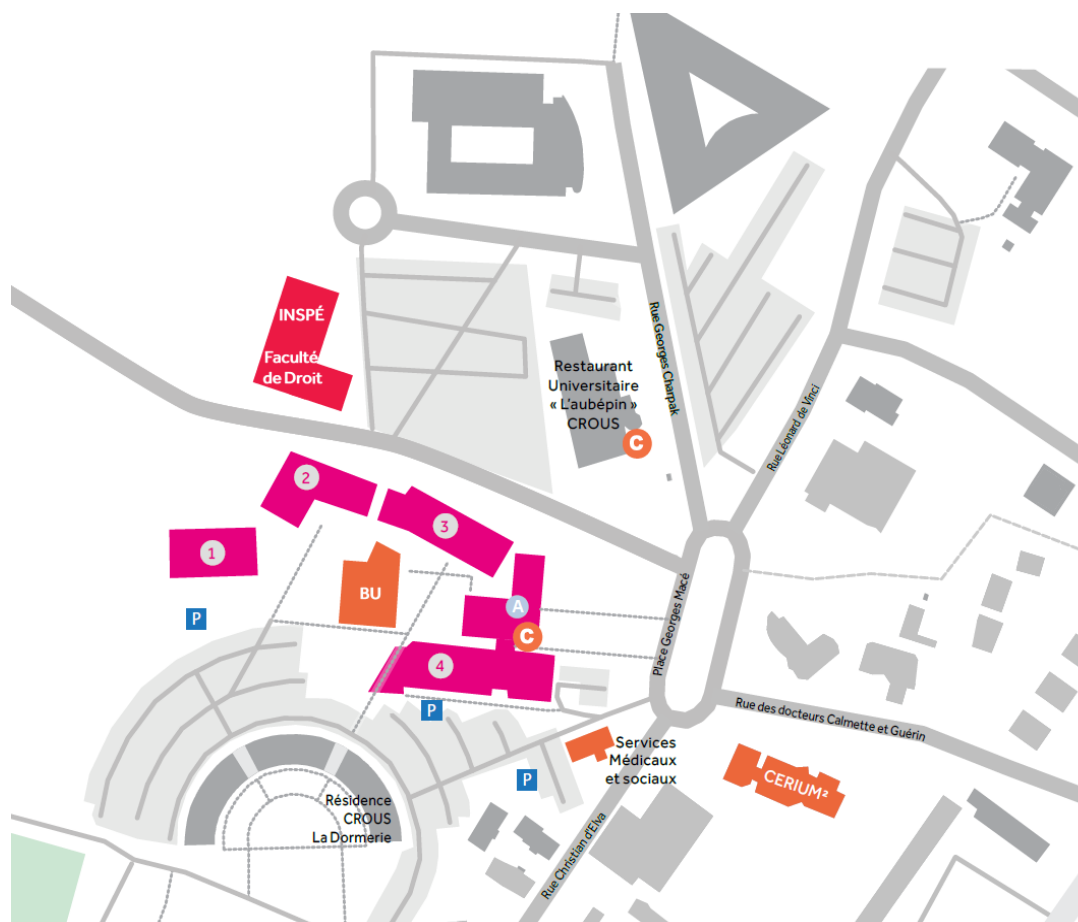 INSPÉ
Faculté
de Droit
Rue Georges Charpak
Restaurant
Universitaire
« L'aubépin »
CROUS
C
Rue Léonard de Vinci
2
3
1
BU
A
C
4
P
P
P
Place Georges Macé
Rue des docteurs Calmette et Guérin
Services
Médicaux
et sociaux
CERIUM²
Résidence
CROUS
La Dormerie
Rue Christian d'Elva